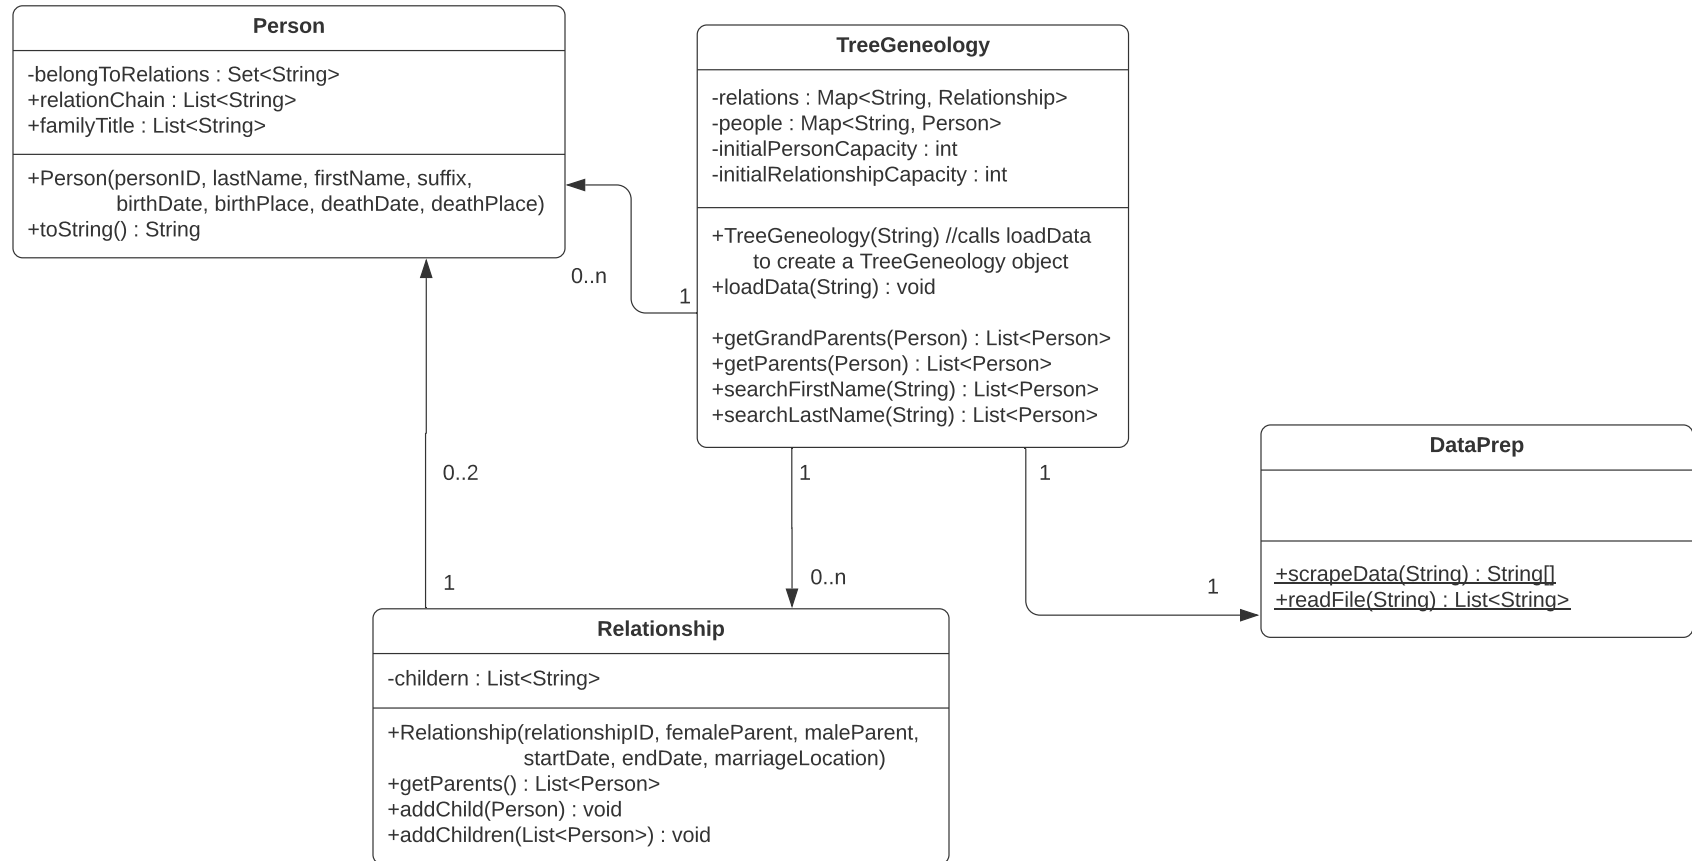 Person
-belongToRelations : Set<String>
+relationChain : List<String>
+familyTitle : List<String>
+Person(personID, lastName, firstName, suffix,
birthDate, birthPlace, deathDate, deathPlace)
+toString() : String
TreeGeneology
-relations : Map<String, Relationship>
-people : Map<String, Person>
-initialPersonCapacity : int
-initialRelationshipCapacity : int
+TreeGeneology(String) //calls loadData
to create a TreeGeneology object
+loadData(String) : void
+getGrandParents(Person) : List<Person>
+getParents(Person) : List<Person>
+searchFirstName(String) : List<Person>
+searchLastName(String) : List<Person>
0..n
1
0..2
1
1
0..n
1
1
DataPrep
+scrapeData(String) : String[]
+readFile(String) : List<String>
Relationship
-childern : List<String>
+Relationship(relationshipID, femaleParent, maleParent,
startDate, endDate, marriageLocation)
+getParents() : List<Person>
+addChild(Person) : void
+addChildren(List<Person>) : void